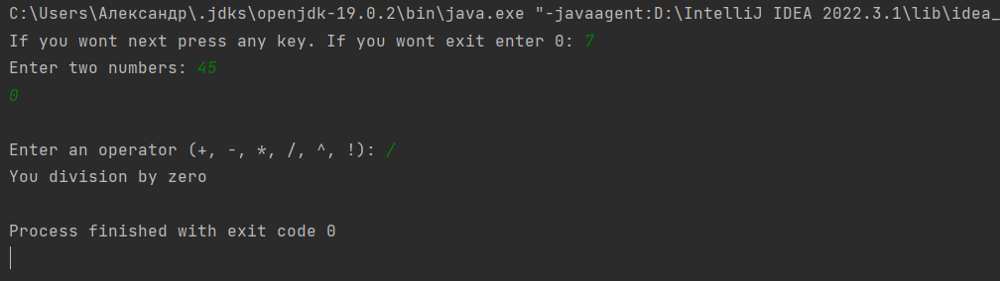 C:\Users\Александр\.jdks\openjdk-19.0.2\bin\java.exe "-javaagent:D:\IntelliJ IDEA 2022.3.1\lib\idea_
If you wont next press any key. If you wont exit enter 0: 7
Enter two numbers: 45
0
Enter an operator (+, -, *, /, ^, !): /
You division by zero
Process finished with exit code 0